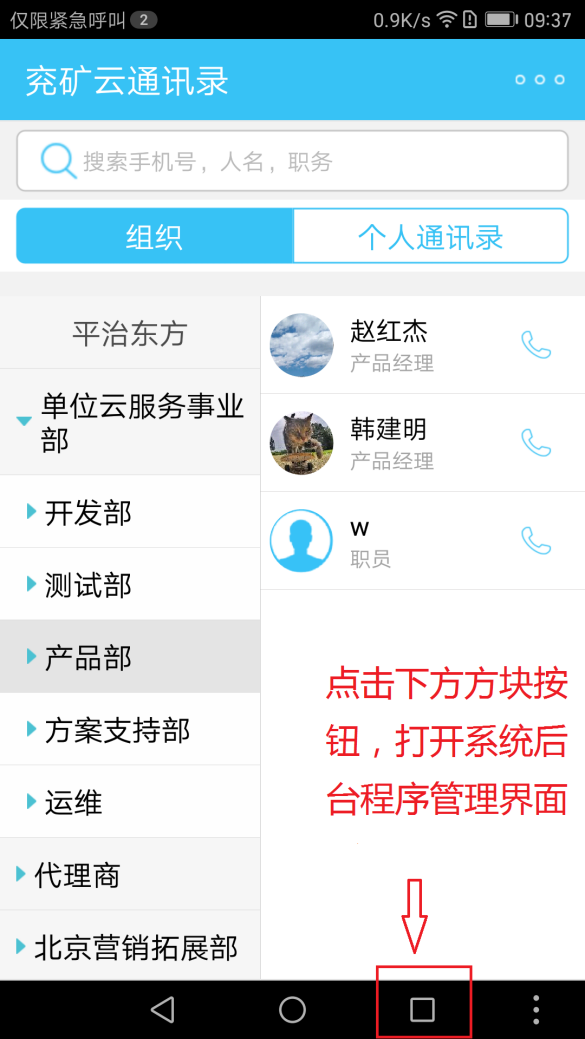 仅限紧急呼叫 2 0.9K/s 09:37
兖矿云通讯录
搜索手机号，人名，职务
组织 个人通讯录
平治东方
单位云服务事业
部
开发部
测试部
产品部
方案支持部
运维
代理商
北京营销拓展部
赵红杰
产品经理
韩建明
产品经理
w
职员
点击下方方块按
钮，打开系统后
台程序管理界面